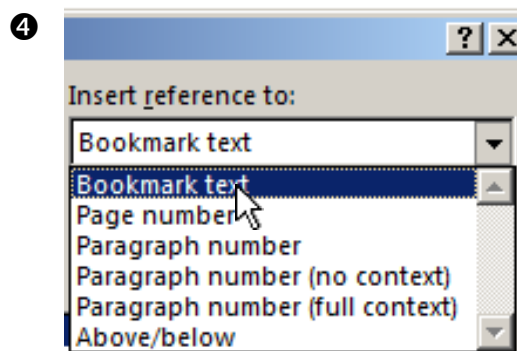 ❹
?
Insert reference to:
Bookmark text
Bookmark text
Page number
Paragraph number
Paragraph number (no context)
Paragraph number (full context)
Above/below